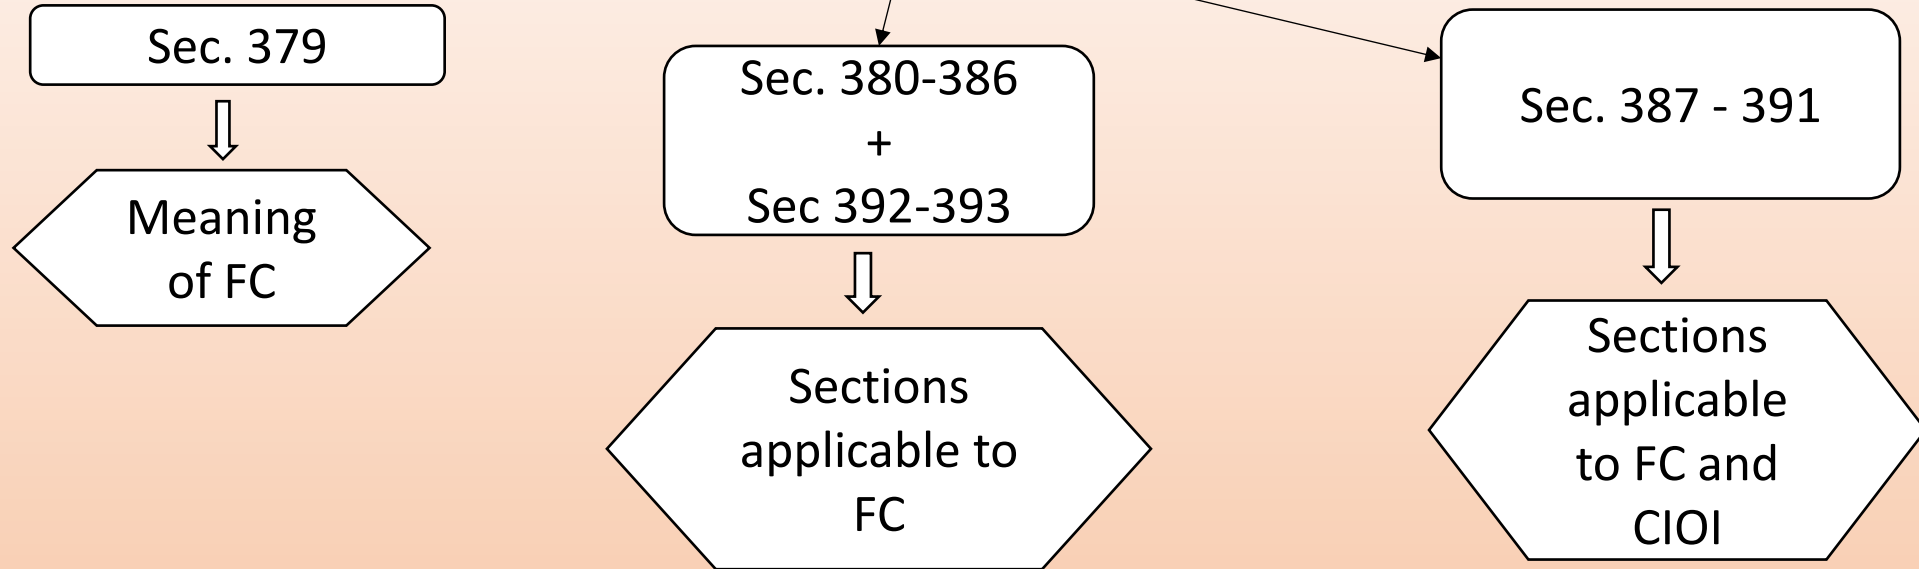 Sec. 379
Meaning
of FC
Sec. 380-386
+
Sec 392-393
Sections
applicable to
FC
Sec. 387 - 391
Sections
applicable
to FC and
CIOI